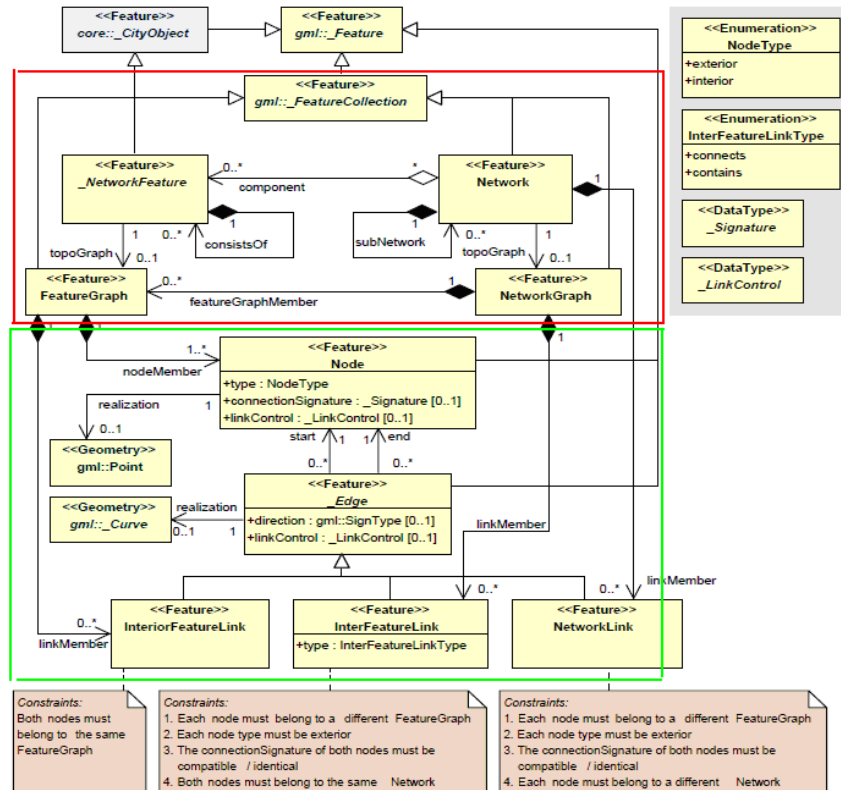 <<Feature>>
core::_CityObject
<<Feature>>
gml::_Feature
<<Enumeration>>
NodeType
+exterior
+interior
<<Feature>>
gml::_FeatureCollection
<<Enumeration>>
InterFeatureLinkType
+connects
+contains
<<Feature>>
_NetworkFeature
0..*
component
*
<<Feature>>
Network
1
1
0..*
consistsOf
1
subNetwork
0..*
<<DataType>>
_Signature
topoGraph
1
0..1
topoGraph
1
0..1
<<DataType>>
_LinkControl
<<Feature>>
FeatureGraph
0..*
featureGraphMember
1
<<Feature>>
NetworkGraph
1
1
1
1..*
nodeMember
<<Feature>>
Node
+type : NodeType
+connectionSignature : _Signature [0..1]
+linkControl : _LinkControl [0..1]
realization
1
0..1
<<Geometry>>
gml::Point
start
1
1
end
0..*
0..*
<<Feature>>
_Edge
+direction : gml::SignType [0..1]
+linkControl : _LinkControl [0..1]
<<Geometry>>
gml::_Curve
realization
0..1
1
linkMember
0..*
0..*
linkMember
0..*
linkMember
<<Feature>>
InteriorFeatureLink
<<Feature>>
InterFeatureLink
+type : InterFeatureLinkType
<<Feature>>
NetworkLink
Constraints:
Both nodes must
belong to the same
FeatureGraph
Constraints:
1. Each node must belong to a different FeatureGraph
2. Each node type must be exterior
3. The connectionSignature of both nodes must be
compatible / identical
4. Both nodes must belong to the same Network
Constraints:
1. Each node must belong to a different FeatureGraph
2. Each node type must be exterior
3. The connectionSignature of both nodes must be
compatible / identical
4. Each node must belong to a different Network